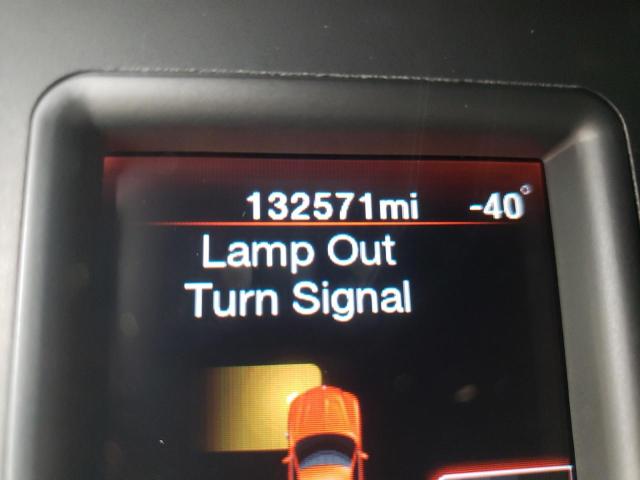 132571mi -40°
Lamp Out
Turn Signal